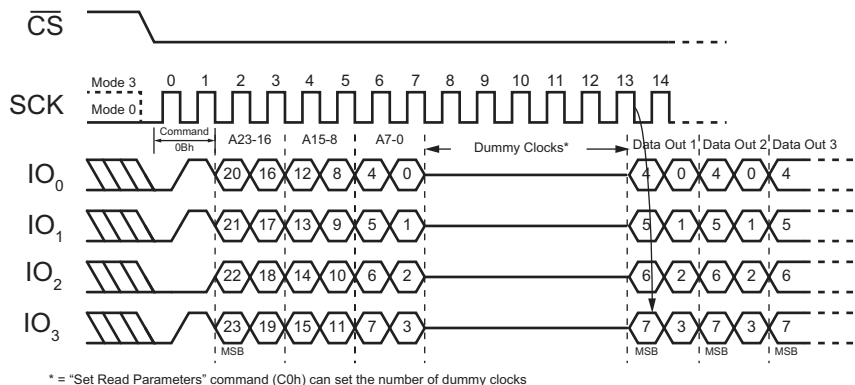 CS
0 1 2 3 4 5 6 7 8 9 10 11 12 13 14
Mode 3
SCK
Mode 0
Command
0Bh
A23-16 A15-8 A7-0 Dummy Clocks* Data Out 1 Data Out 2 Data Out 3
IO0 20 16 12 8 4 0 4 0 4 0 4
IO1 21 17 13 9 5 1 5 1 5 1 5
IO2 22 18 14 10 6 2 6 2 6 2 6
IO3 23 19 15 11 7 3 7 3 7 3 7
MSB MSB MSB MSB
* = “Set Read Parameters” command (C0h) can set the number of dummy clocks